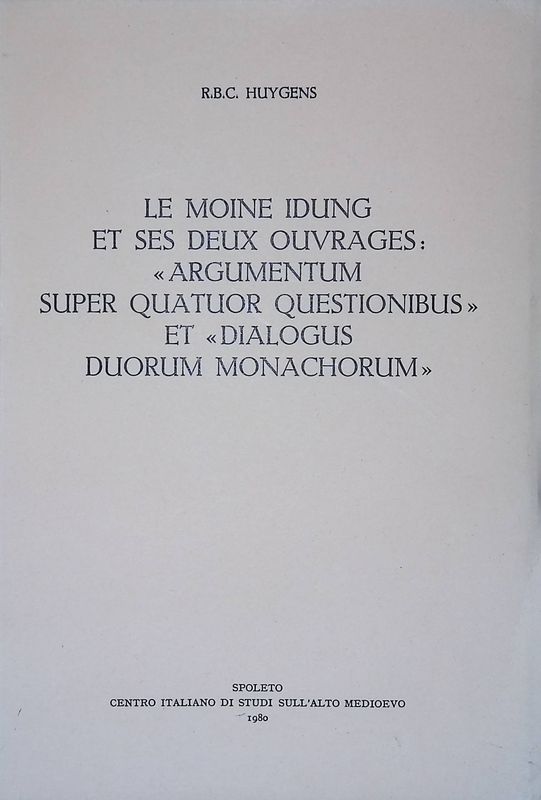 R.B.C. HUYGENS
LE MOINE IDUNG
ET SES DEUX OUVRAGES:
«ARGUMENTUM
SUPER QUATUOR QUESTIONIBUS»
ET «DIALOGUS
DUORUM MONACHORUM»
SPOLETO
CENTRO ITALIANO DI STUDI SULL'ALTO MEDIOEVO
1980